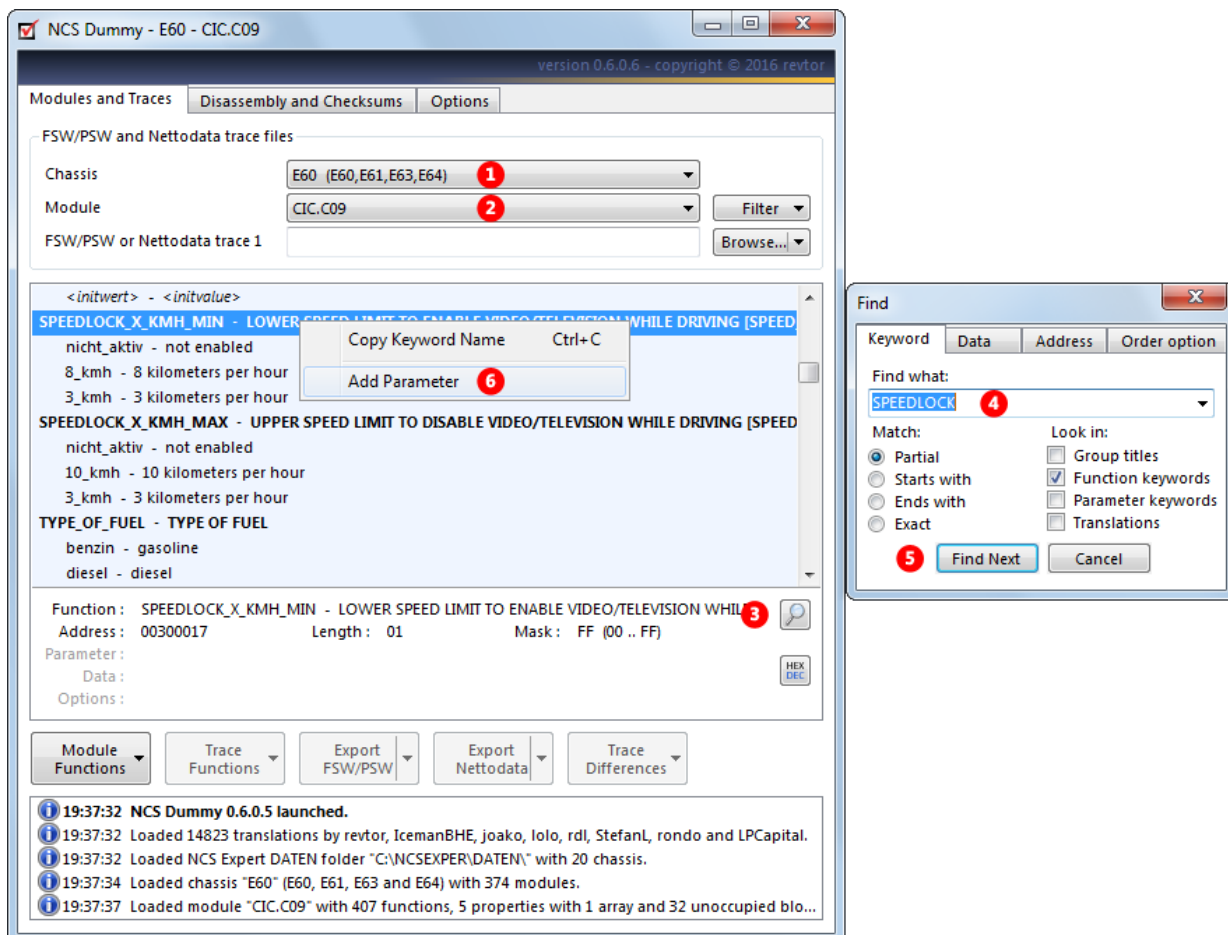 NCS Dummy - E60 - CIC.C09
version 0.6.0.6 - copyright © 2016 revtor
Modules and Traces Disassembly and Checksums Options
FSW/PSW and Nettodata trace files
Chassis E60 (E60,E61,E63,E64) 1
Module CIC.C09 2 Filter
FSW/PSW or Nettodata trace 1 Browse...
<initwert> - <initvalue>
SPEEDLOCK_X_KMH_MIN - LOWER SPEED LIMIT TO ENABLE VIDEO/TELEVISION WHILE DRIVING [SPEED
nicht_aktiv - not enabled
8_kmh - 8 kilometers per hour
3_kmh - 3 kilometers per hour
Copy Keyword Name Ctrl+C
Add Parameter 6
SPEEDLOCK_X_KMH_MAX - UPPER SPEED LIMIT TO DISABLE VIDEO/TELEVISION WHILE DRIVING [SPEED
nicht_aktiv - not enabled
10_kmh - 10 kilometers per hour
3_kmh - 3 kilometers per hour
TYPE_OF_FUEL - TYPE OF FUEL
benzin - gasoline
diesel - diesel
Function : SPEEDLOCK_X_KMH_MIN - LOWER SPEED LIMIT TO ENABLE VIDEO/TELEVISION WHIL 3
Address : 00300017 Length : 01 Mask : FF (00 .. FF)
Parameter :
Data :
HEX
DEC
Options :
Module Functions Trace Functions Export FSW/PSW Export Nettodata Trace Differences
19:37:32 NCS Dummy 0.6.0.5 launched.
19:37:32 Loaded 14823 translations by revtor, IcemanBHE, joako, lolo, rdl, StefanL, rondo and LPCapital.
19:37:32 Loaded NCS Expert DATEN folder "C:\NCSEXPER\DATEN\" with 20 chassis.
19:37:34 Loaded chassis "E60" (E60, E61, E63 and E64) with 374 modules.
19:37:37 Loaded module "CIC.C09" with 407 functions, 5 properties with 1 array and 32 unoccupied blo...
Find
Keyword Data Address Order option
Find what:
SPEEDLOCK 4
Match: Look in:
Partial Group titles
Starts with Function keywords
Ends with Parameter keywords
Exact Translations
5 Find Next Cancel